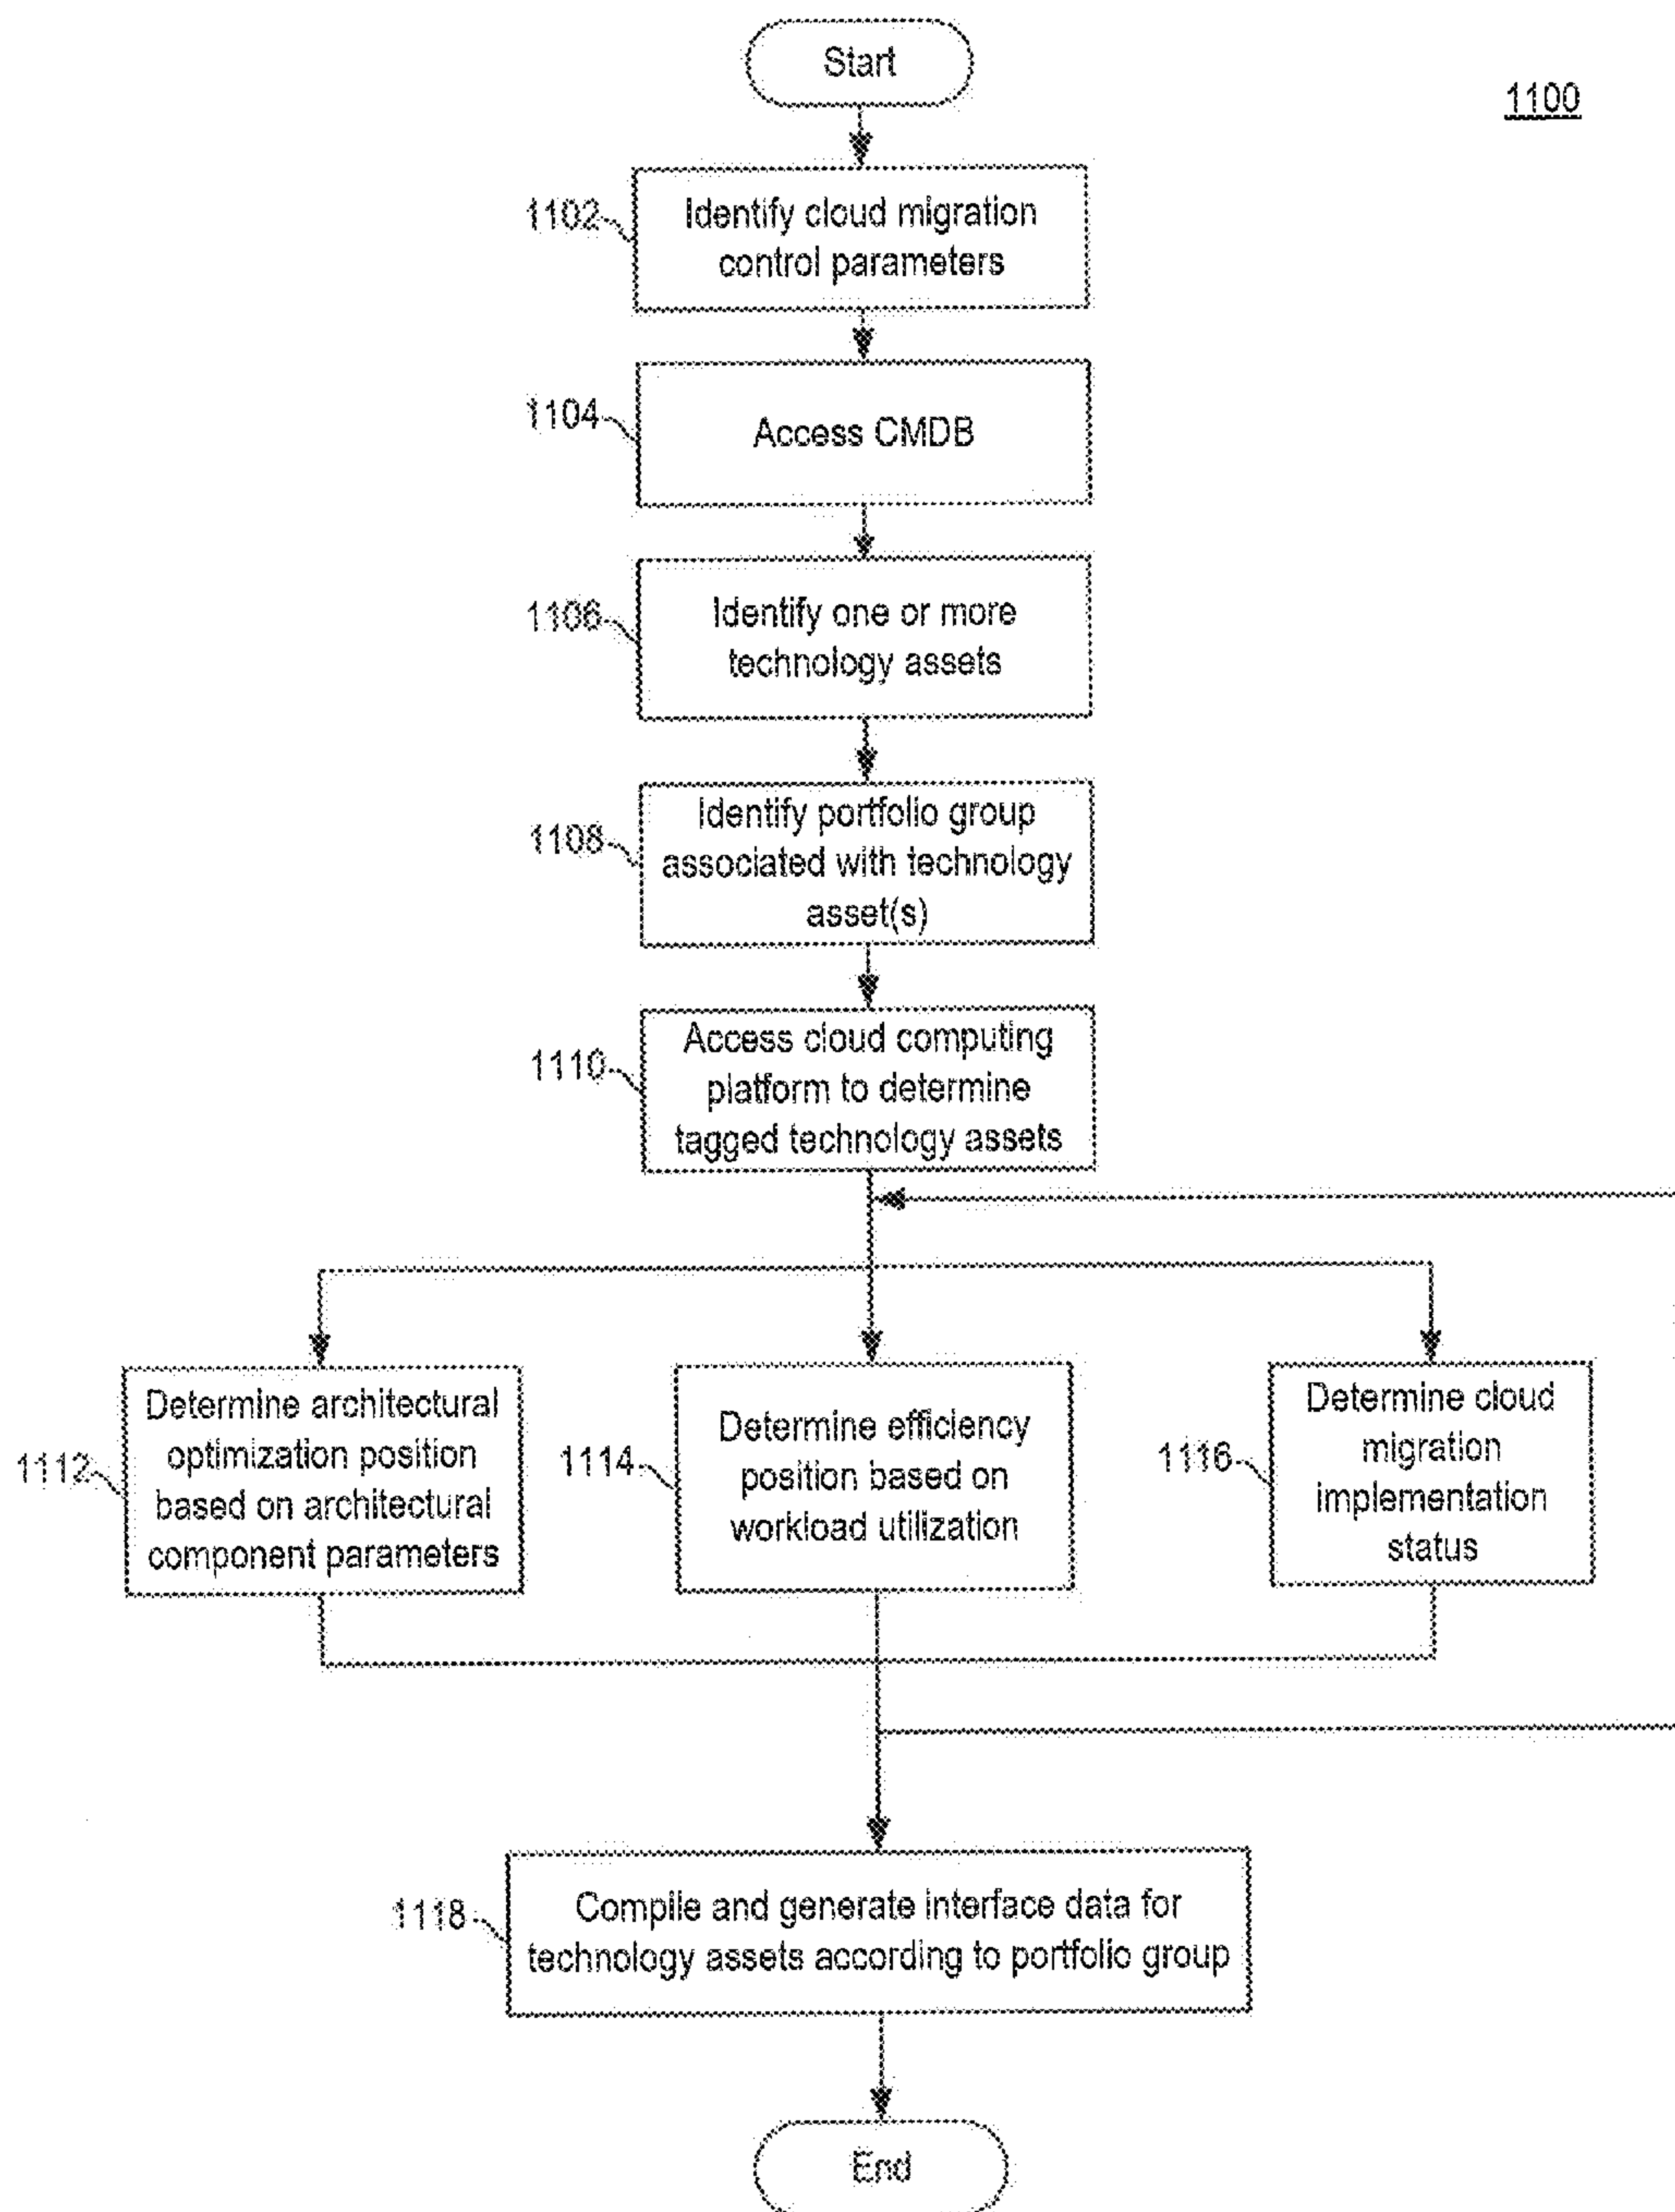 Start
1100
1102
Identify cloud migration
control parameters
1104
Access CMDB
1106
Identify one or more
technology assets
1108
Identify portfolio group
associated with technology
asset(s)
1110
Access cloud computing
platform to determine
tagged technology assets
1112
Determine architectural
optimization position
based on architectural
component parameters
1114
Determine efficiency
position based on
workload utilization
1116
Determine cloud
migration
implementation
status
1118
Compile and generate interface data for
technology assets according to portfolio group
End